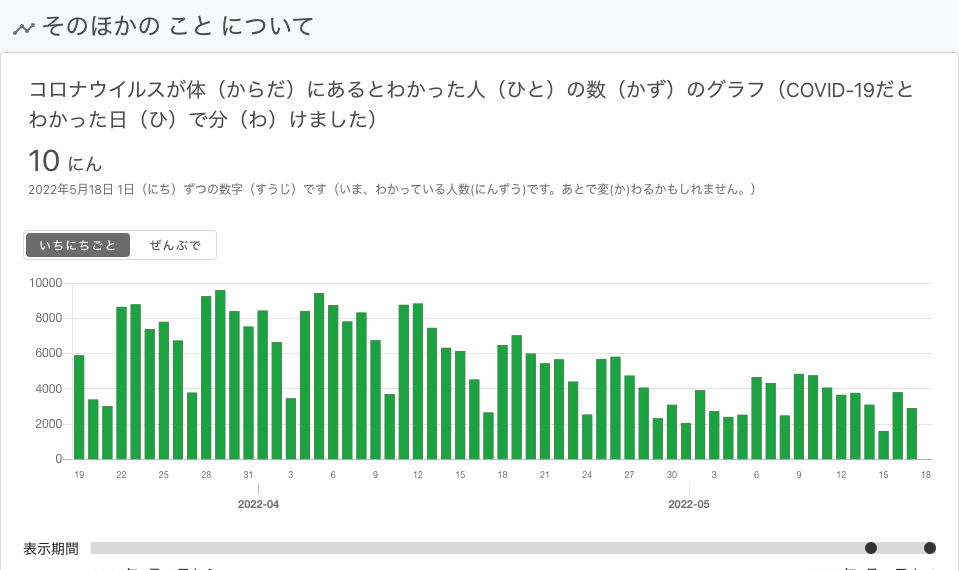 そのほかの こと について
コロナウイルスが体（からだ）にあるとわかった人（ひと）の数（かず）のグラフ（COVID-19だと
わかった日（ひ）で分（わ）けました）
10 にん
2022年5月18日 1日（にち）ずつの数字（すうじ）です（いま、わかっている人数(にんずう)です。あとで変(か)わるかもしれません。）
いちにちごと ぜんぶで
10000
8000
6000
4000
2000
0
19 22 25 28 31 3 6 9 12 15 18 21 24 27 30 3 6 9 12 15 18
2022-04 2022-05
表示期間